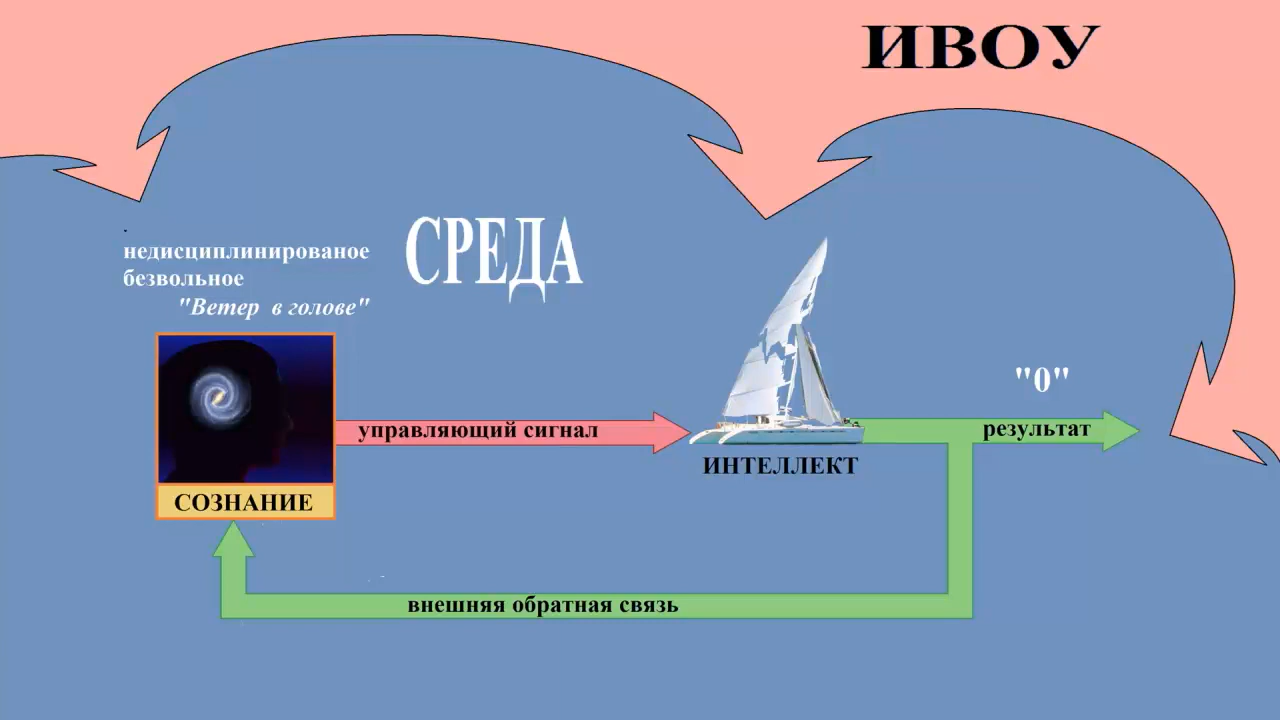 ИВОУ
СРЕДА
недисциплинированое
безвольное
"Ветер в голове"
"0"
управляющий сигнал
результат
ИНТЕЛЛЕКТ
СОЗНАНИЕ
внешняя обратная связь